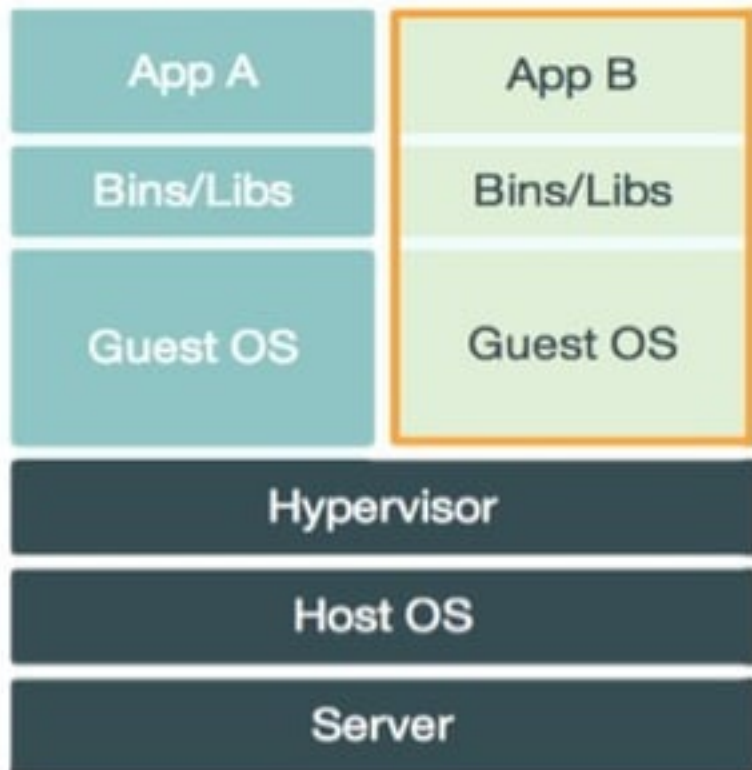 App A
App B
Bins/Libs
Bins/Libs
Guest OS
Guest OS
Hypervisor
Host OS
Server